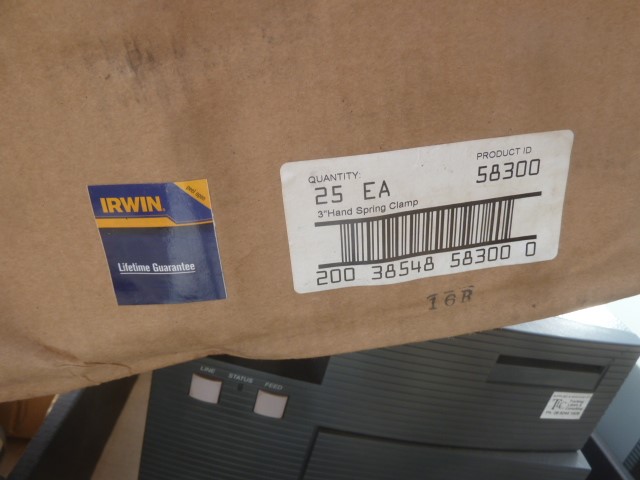 IRWIN
Lifetime Guarantee
QUANTITY:
25 EA
PRODUCT ID
58300
3"Hand Spring Clamp
200 38548 58300 0
16R
LINE
STATUS
FEED